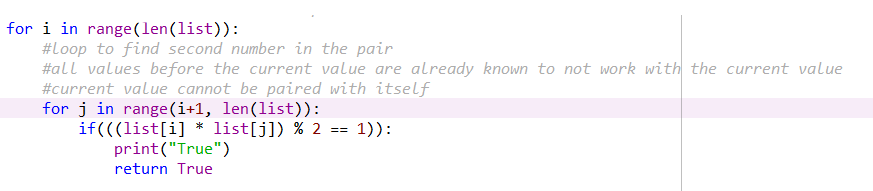 for i in range(len(list)):
    #loop to find second number in the pair
    #all values before the current value are already known to not work with the current value
    #current value cannot be paired with itself
    for j in range(i+1, len(list)):
        if(((list[i] * list[j]) % 2 == 1)):
            print("True")
            return True